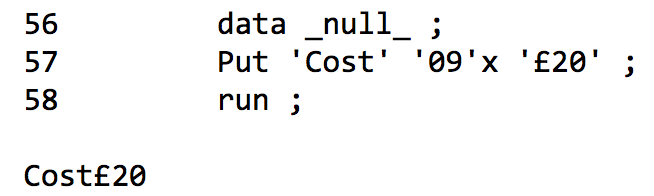 56 data _null_ ;
57 Put 'Cost' '09'x '£20' ;
58 run ;
Cost£20